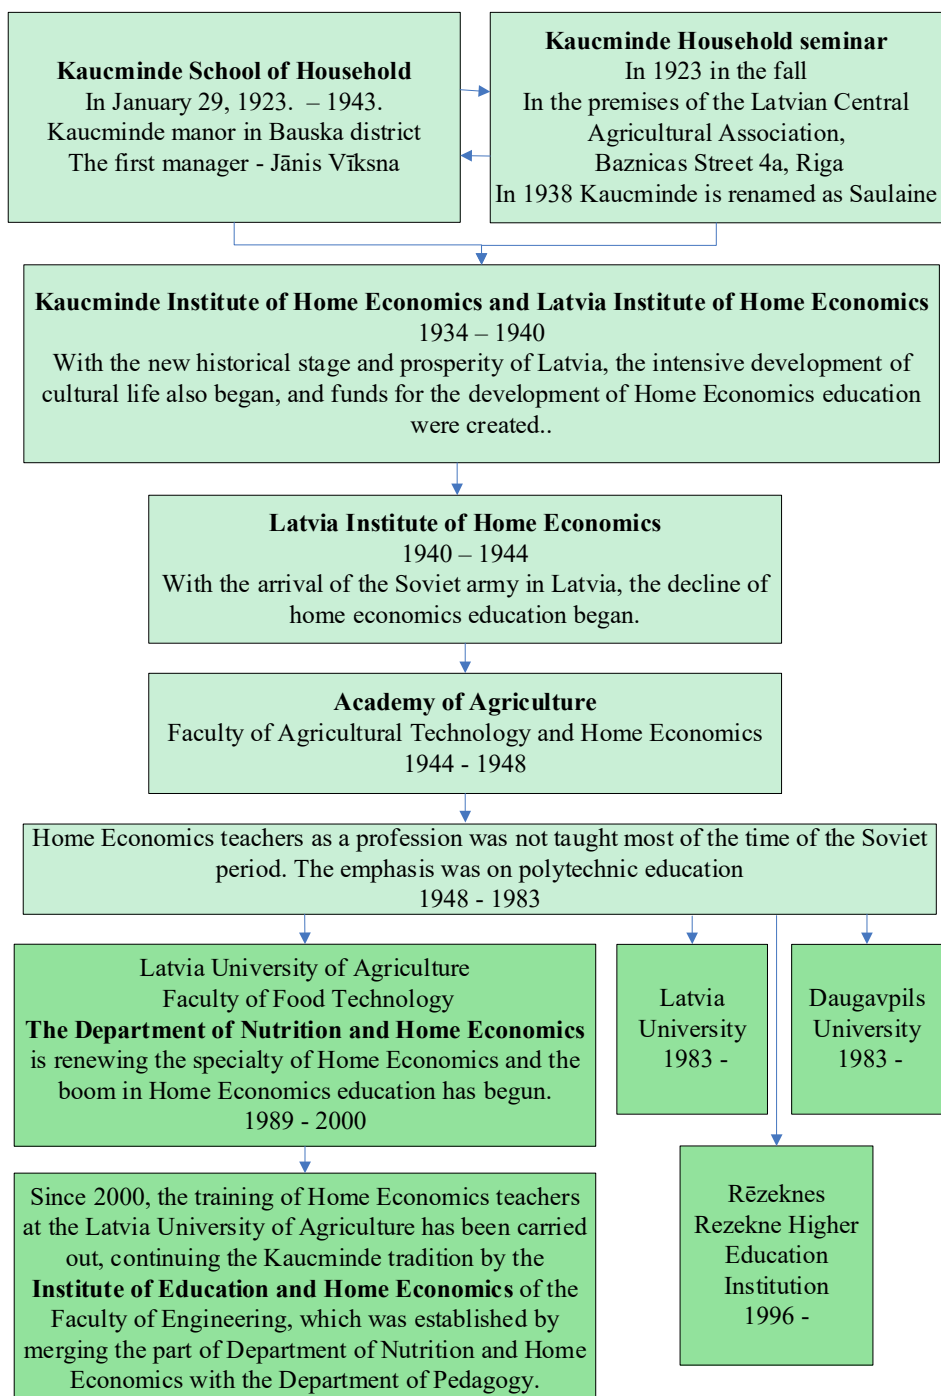 Kaucminde School of Household
In January 29, 1923. – 1943.
Kaucminde manor in Bauska district
The first manager - Jānis Vīksna
Kaucminde Household seminar
In 1923 in the fall
In the premises of the Latvian Central
Agricultural Association,
Baznicas Street 4a, Riga
In 1938 Kaucminde is renamed as Saulaine
Kaucminde Institute of Home Economics and Latvia Institute of Home Economics
1934 – 1940
With the new historical stage and prosperity of Latvia, the intensive development of
cultural life also began, and funds for the development of Home Economics education
were created..
Latvia Institute of Home Economics
1940 – 1944
With the arrival of the Soviet army in Latvia, the decline of
home economics education began.
Academy of Agriculture
Faculty of Agricultural Technology and Home Economics
1944 - 1948
Home Economics teachers as a profession was not taught most of the time of the Soviet
period. The emphasis was on polytechnic education
1948 - 1983
Latvia University of Agriculture
Faculty of Food Technology
The Department of Nutrition and Home Economics
is renewing the specialty of Home Economics and the
boom in Home Economics education has begun.
1989 - 2000
Latvia
University
1983 -
Daugavpils
University
1983 -
Since 2000, the training of Home Economics teachers
at the Latvia University of Agriculture has been carried
out, continuing the Kaucminde tradition by the
Institute of Education and Home Economics of the
Faculty of Engineering, which was established by
merging the part of Department of Nutrition and Home
Economics with the Department of Pedagogy.
Rēzeknes
Rezekne Higher
Education
Institution
1996 -